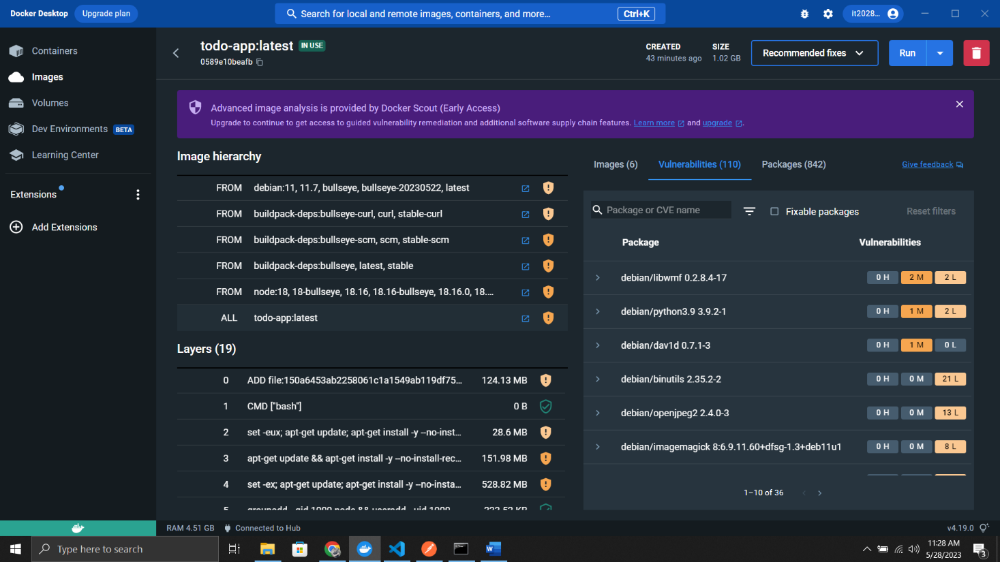 Docker Desktop
Upgrade plan
Search for local and remote images, containers, and more...
Ctrl+K
it2028...
Containers
Images
Volumes
Dev Environments BETA
Learning Center
Extensions
Add Extensions
todo-app:latest IN USE
0589e10beafb
CREATED
43 minutes ago
SIZE
1.02 GB
Recommended fixes
Run
Advanced image analysis is provided by Docker Scout (Early Access)
Upgrade to continue to get access to guided vulnerability remediation and additional software supply chain features. Learn more and upgrade .
Image hierarchy
FROM debian:11, 11.7, bullseye, bullseye-20230522, latest
FROM buildpack-deps:bullseye-curl, curl, stable-curl
FROM buildpack-deps:bullseye-scm, scm, stable-scm
FROM buildpack-deps:bullseye, latest, stable
FROM node:18, 18-bullseye, 18.16, 18.16-bullseye, 18.16.0, 18....
ALL todo-app:latest
Layers (19)
0 ADD file:150a6453ab2258061c1a1549ab119df75... 124.13 MB
1 CMD ["bash"] 0 B
2 set -eux; apt-get update; apt-get install -y --no-inst... 28.6 MB
3 apt-get update && apt-get install -y --no-install-rec... 151.98 MB
4 set -ex; apt-get update; apt-get install -y --no-insta... 528.82 MB
Images (6)
Vulnerabilities (110)
Packages (842)
Give feedback
Package or CVE name
Fixable packages
Reset filters
Package Vulnerabilities
debian/libwmf 0.2.8.4-17 0 H 2 M 2 L
debian/python3.9 3.9.2-1 0 H 1 M 2 L
debian/dav1d 0.7.1-3 0 H 1 M 0 L
debian/binutils 2.35.2-2 0 H 0 M 21 L
debian/openjpeg2 2.4.0-3 0 H 0 M 13 L
debian/imagemagick 8:6.9.11.60+dfsg-1.3+deb11u1 0 H 0 M 8 L
1–10 of 36
RAM 4.51 GB Connected to Hub
v4.19.0
Type here to search
11:28 AM
5/28/2023
3